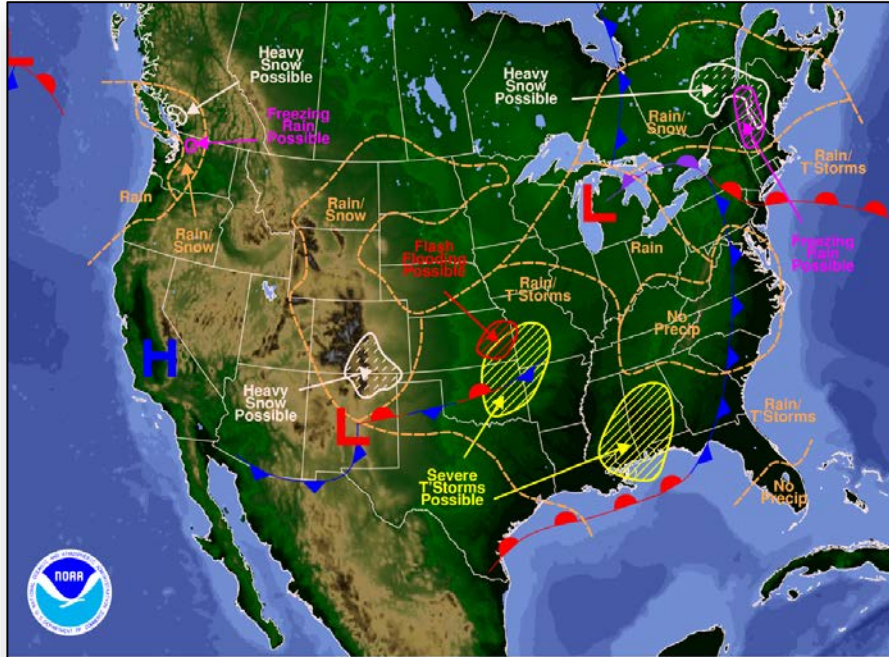 Heavy
Snow
Possible
Freezing
Rain
Possible
Rain
Rain/
Snow
Rain/
Snow
Heavy
Snow
Possible
Rain/
Snow
Rain/
T'Storms
Freezing
Rain
Possible
L
Rain
Flash
Flooding
Possible
Rain/
T'Storms
No
Precip
H
Heavy
Snow
Possible
L
Severe
T'Storms
Possible
Rain/
T'Storms
No
Precip
NOAA